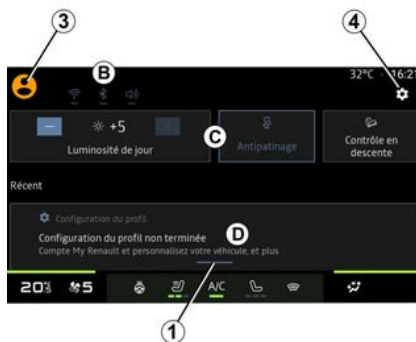 3
4
B
32°C · 16:21
− +5
C
Luminosité de jour
Antipatinage
Contrôle en
descente
Récent
Configuration du profil
Configuration du profil non terminée
D
Compte My Renault et personnalisez votre véhicule, et plus
5
A/C
1